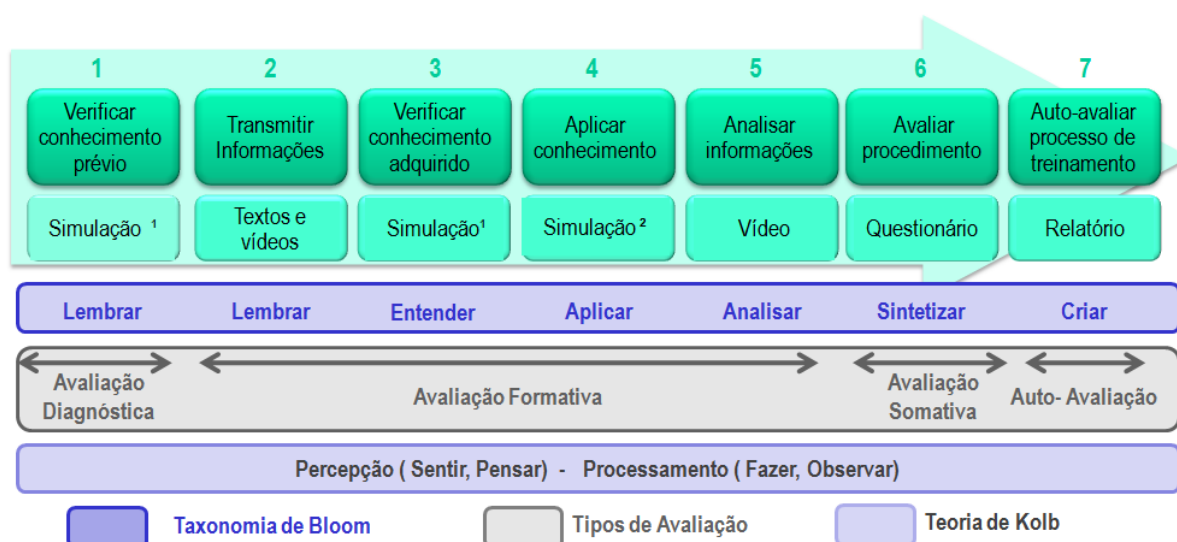 1 2 3 4 5 6 7
Verificar
conhecimento
prévio
Transmitir
Informações
Verificar
conhecimento
adquirido
Aplicar
conhecimento
Analisar
informações
Avaliar
procedimento
Auto-avaliar
processo de
treinamento
Simulação ¹
Textos e
vídeos
Simulação¹
Simulação ²
Vídeo
Questionário
Relatório
Lembrar Lembrar Entender Aplicar Analisar Sintetizar Criar
Avaliação
Diagnóstica
Avaliação Formativa
Avaliação
Somativa
Auto- Avaliação
Percepção ( Sentir, Pensar) - Processamento ( Fazer, Observar)
Taxonomia de Bloom
Tipos de Avaliação
Teoria de Kolb